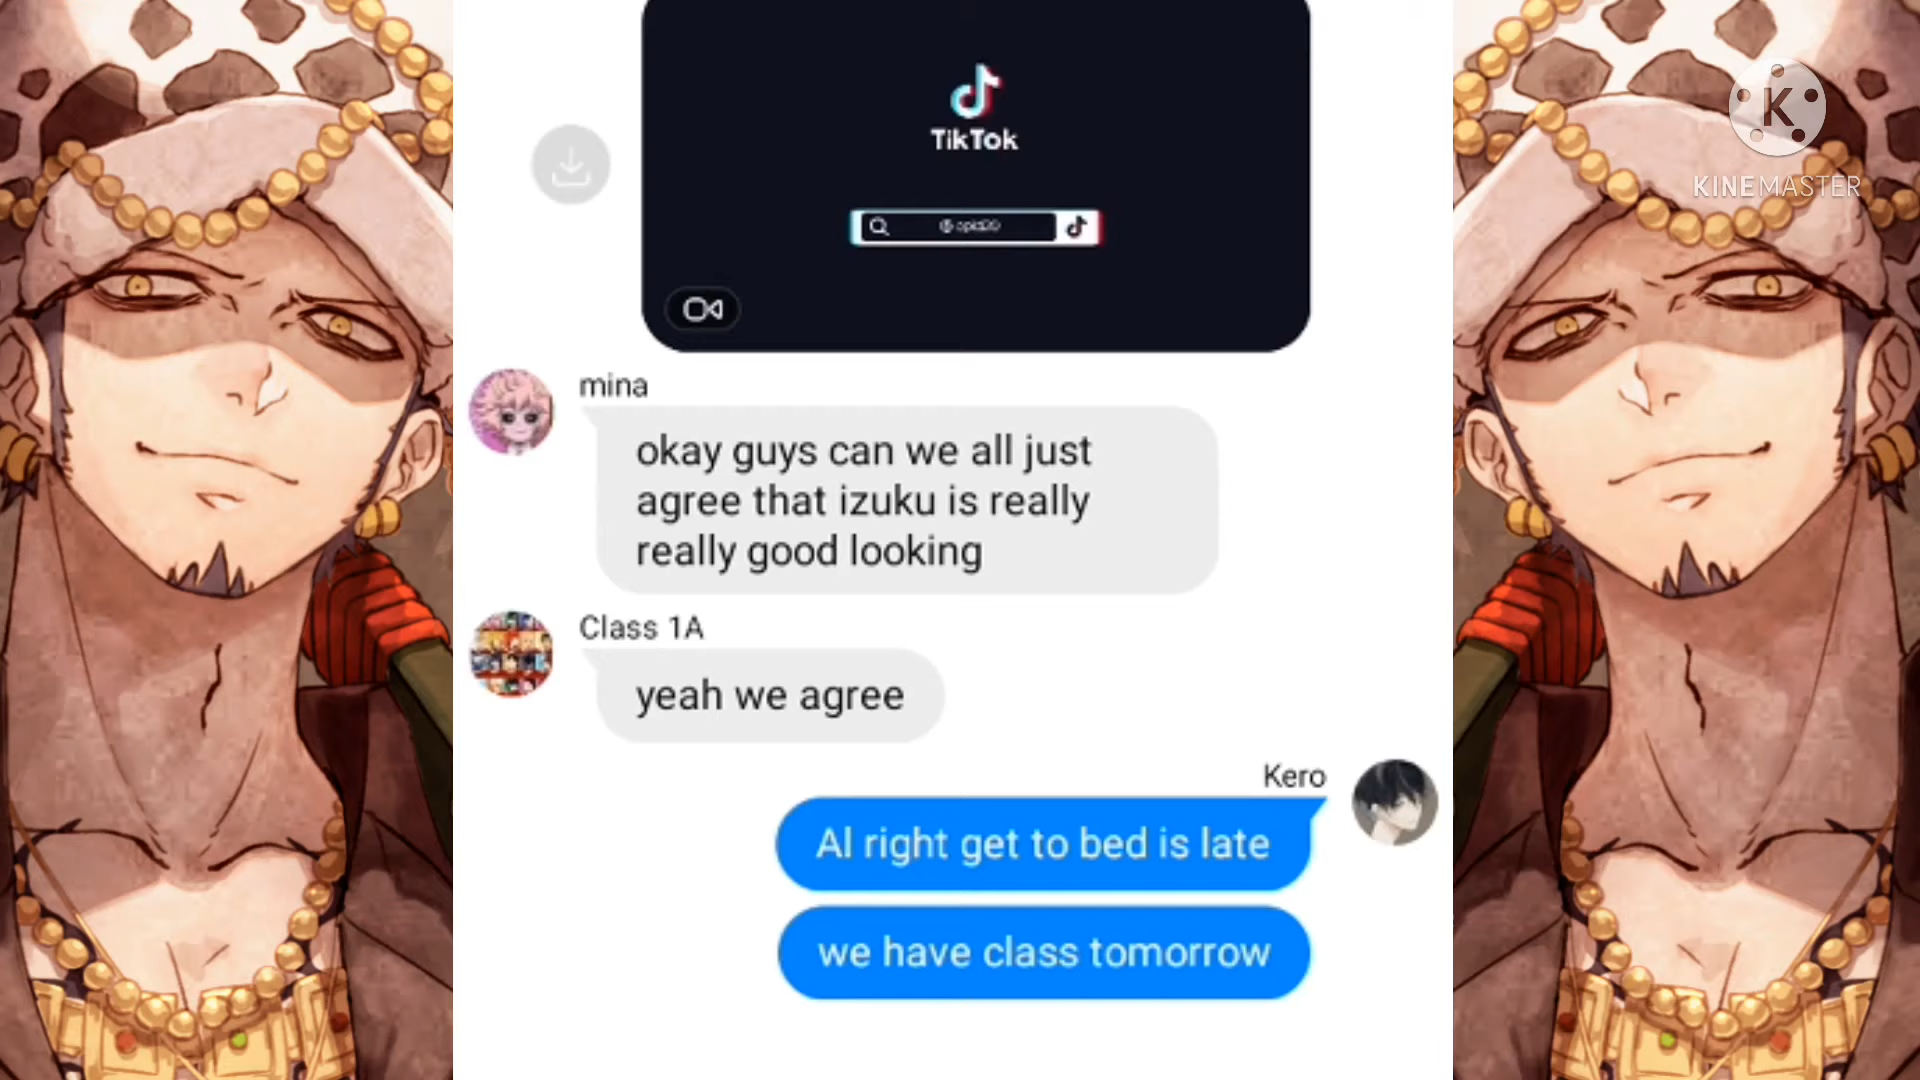 TikTok
K
KINEMASTER
mina
okay guys can we all just
agree that izuku is really
really good looking
Class 1A
yeah we agree
Kero
Al right get to bed is late
we have class tomorrow